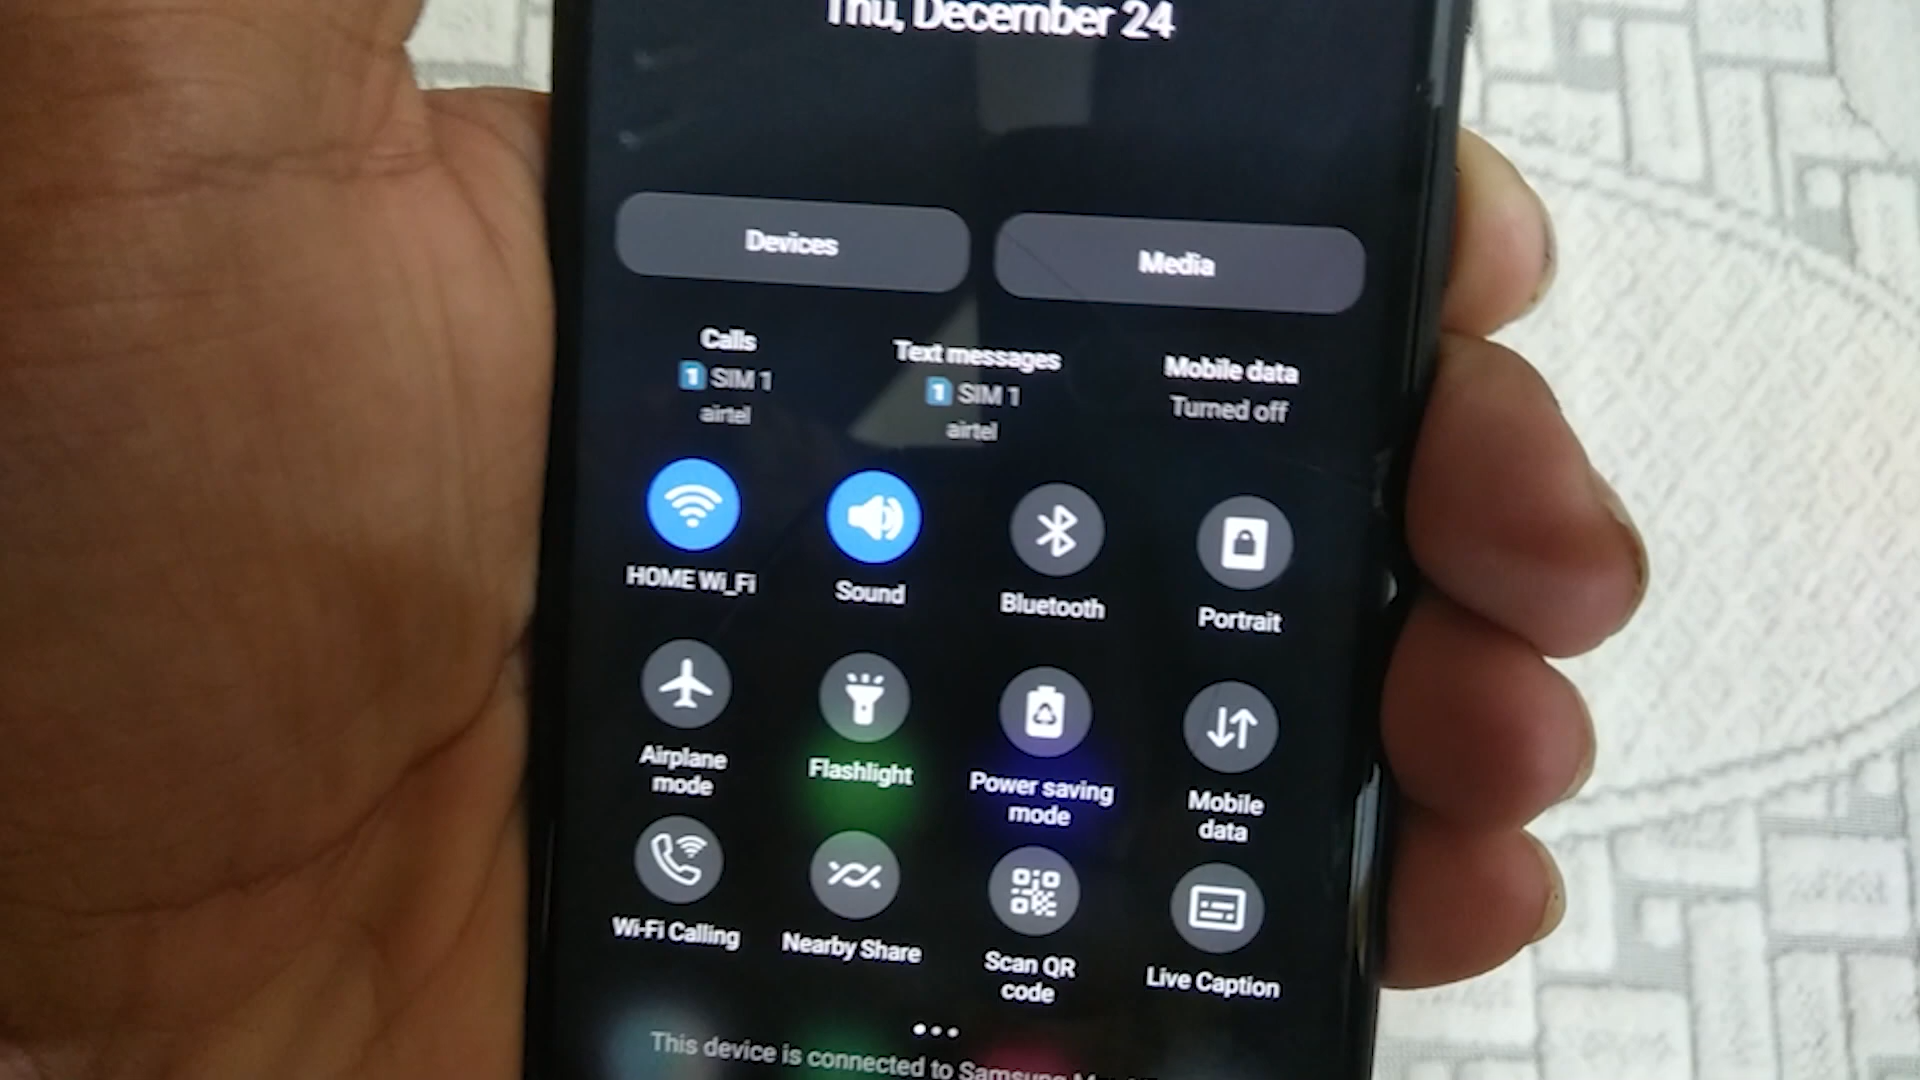 Thu, December 24
Devices
Media
Calls
1 SIM 1
airtel
Text messages
1 SIM 1
airtel
Mobile data
Turned off
HOME Wi_Fi
Sound
Bluetooth
Portrait
Airplane
mode
Flashlight
Power saving
mode
Mobile
data
Wi-Fi Calling
Nearby Share
Scan QR
code
Live Caption
This device is connected to Samsung